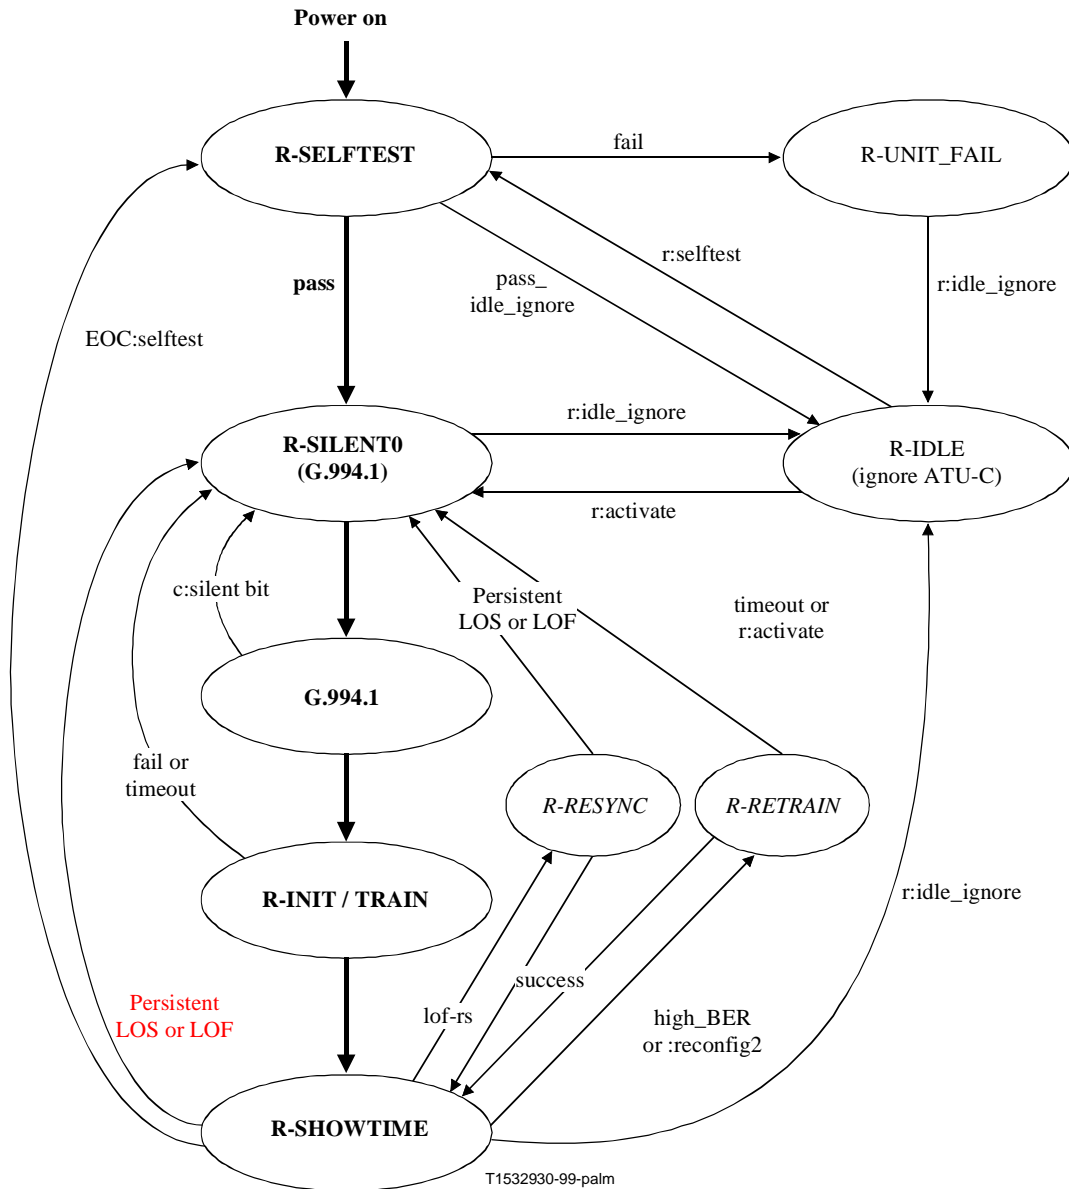 Power on
R-SELFTEST
fail
R-UNIT_FAIL
r:selftest
pass
pass_
idle_ignore
r:idle_ignore
EOC:selftest
R-SILENT0
(G.994.1)
r:idle_ignore
R-IDLE
(ignore ATU-C)
r:activate
c:silent bit
Persistent
LOS or LOF
timeout or
r:activate
G.994.1
fail or
timeout
R-RESYNC
R-RETRAIN
R-INIT / TRAIN
r:idle_ignore
Persistent
LOS or LOF
lof-rs
success
high_BER
or :reconfig2
R-SHOWTIME
T1532930-99-palm